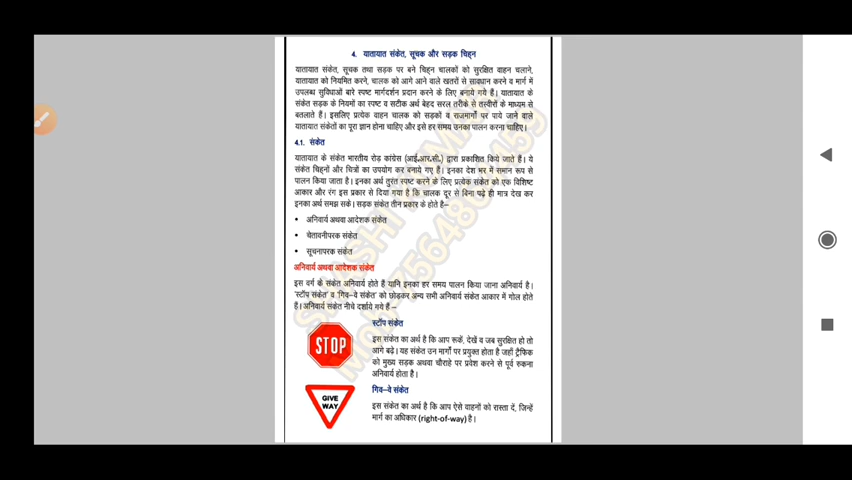 4. यातायात संकेत, सूचक और सड़क चिह्न
यातायात संकेत, सूचक तथा सड़क पर बने चिह्न चालकों को सुरक्षित वाहन चलाने,
यातायात को नियमित करने, चालक को आगे आने वाले खतरों से सावधान करने व मार्ग में
उपलब्ध सुविधाओं बारे स्पष्ट मार्गदर्शन प्रदान करने के लिए बनाये गये हैं। यातायात के
संकेत सड़क के नियमों का स्पष्ट व सटीक अर्थ बेहद सरल तरीके से तस्वीरों के माध्यम से
बतलाते हैं। इसलिए प्रत्येक वाहन चालक को सड़कों व राजमार्गों पर पाये जाने वाले
यातायात संकेतों का पूरा ज्ञान होना चाहिए और इसे हर समय उनका पालन करना चाहिए।
4.1. संकेत
यातायात के संकेत भारतीय रोड़ कांग्रेस (आई.आर.सी.) द्वारा प्रकाशित किये जाते हैं। ये
संकेत चिह्नों और चित्रों का उपयोग कर बनाये गए हैं। इनका देश भर में समान रूप से
पालन किया जाता है। इनका अर्थ तुरंत स्पष्ट करने के लिए प्रत्येक संकेत को एक विशिष्ट
आकार और रंग इस प्रकार से दिया गया है कि चालक दूर से बिना पढ़े ही मात्र देख कर
इनका अर्थ समझ सके। सड़क संकेत तीन प्रकार के होते है–
• अनिवार्य अथवा आदेशक संकेत
• चेतावनीपरक संकेत
• सूचनापरक संकेत
अनिवार्य अथवा आदेशक संकेत
इस वर्ग के संकेत अनिवार्य होते हैं यानि इनका हर समय पालन किया जाना अनिवार्य है।
'स्टॉप संकेत' व 'गिव–वे संकेत' को छोड़कर अन्य सभी अनिवार्य संकेत आकार में गोल होते
हैं। अनिवार्य संकेत नीचे दर्शाये गये हैं –
स्टॉप संकेत
STOP
इस संकेत का अर्थ है कि आप रूकें, देखें व जब सुरक्षित हो तो
आगे बढ़ें। यह संकेत उन मार्गों पर प्रयुक्त होता है जहाँ ट्रैफिक
को मुख्य सड़क अथवा चौराहे पर प्रवेश करने से पूर्व रुकना
अनिवार्य होता है।
गिव–वे संकेत
GIVE
WAY
इस संकेत का अर्थ है कि आप ऐसे वाहनों को रास्ता दें, जिन्हें
मार्ग का अधिकार (right-of-way) है।